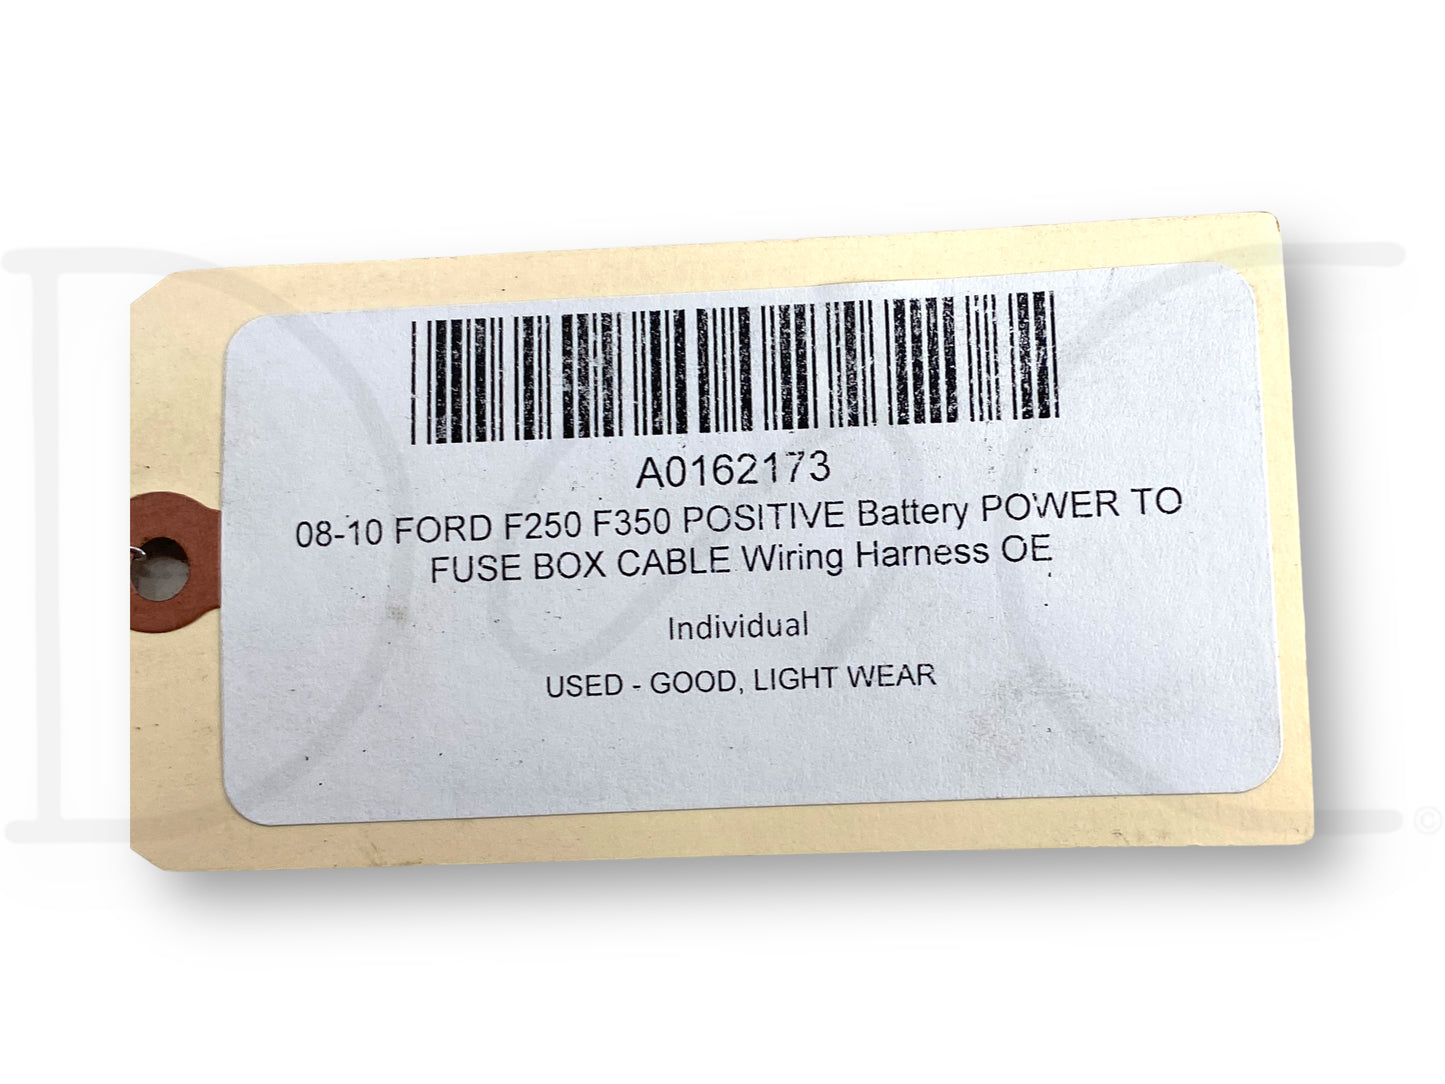 A0162173
08-10 FORD F250 F350 POSITIVE Battery POWER TO
FUSE BOX CABLE Wiring Harness OE
Individual
USED - GOOD, LIGHT WEAR
©